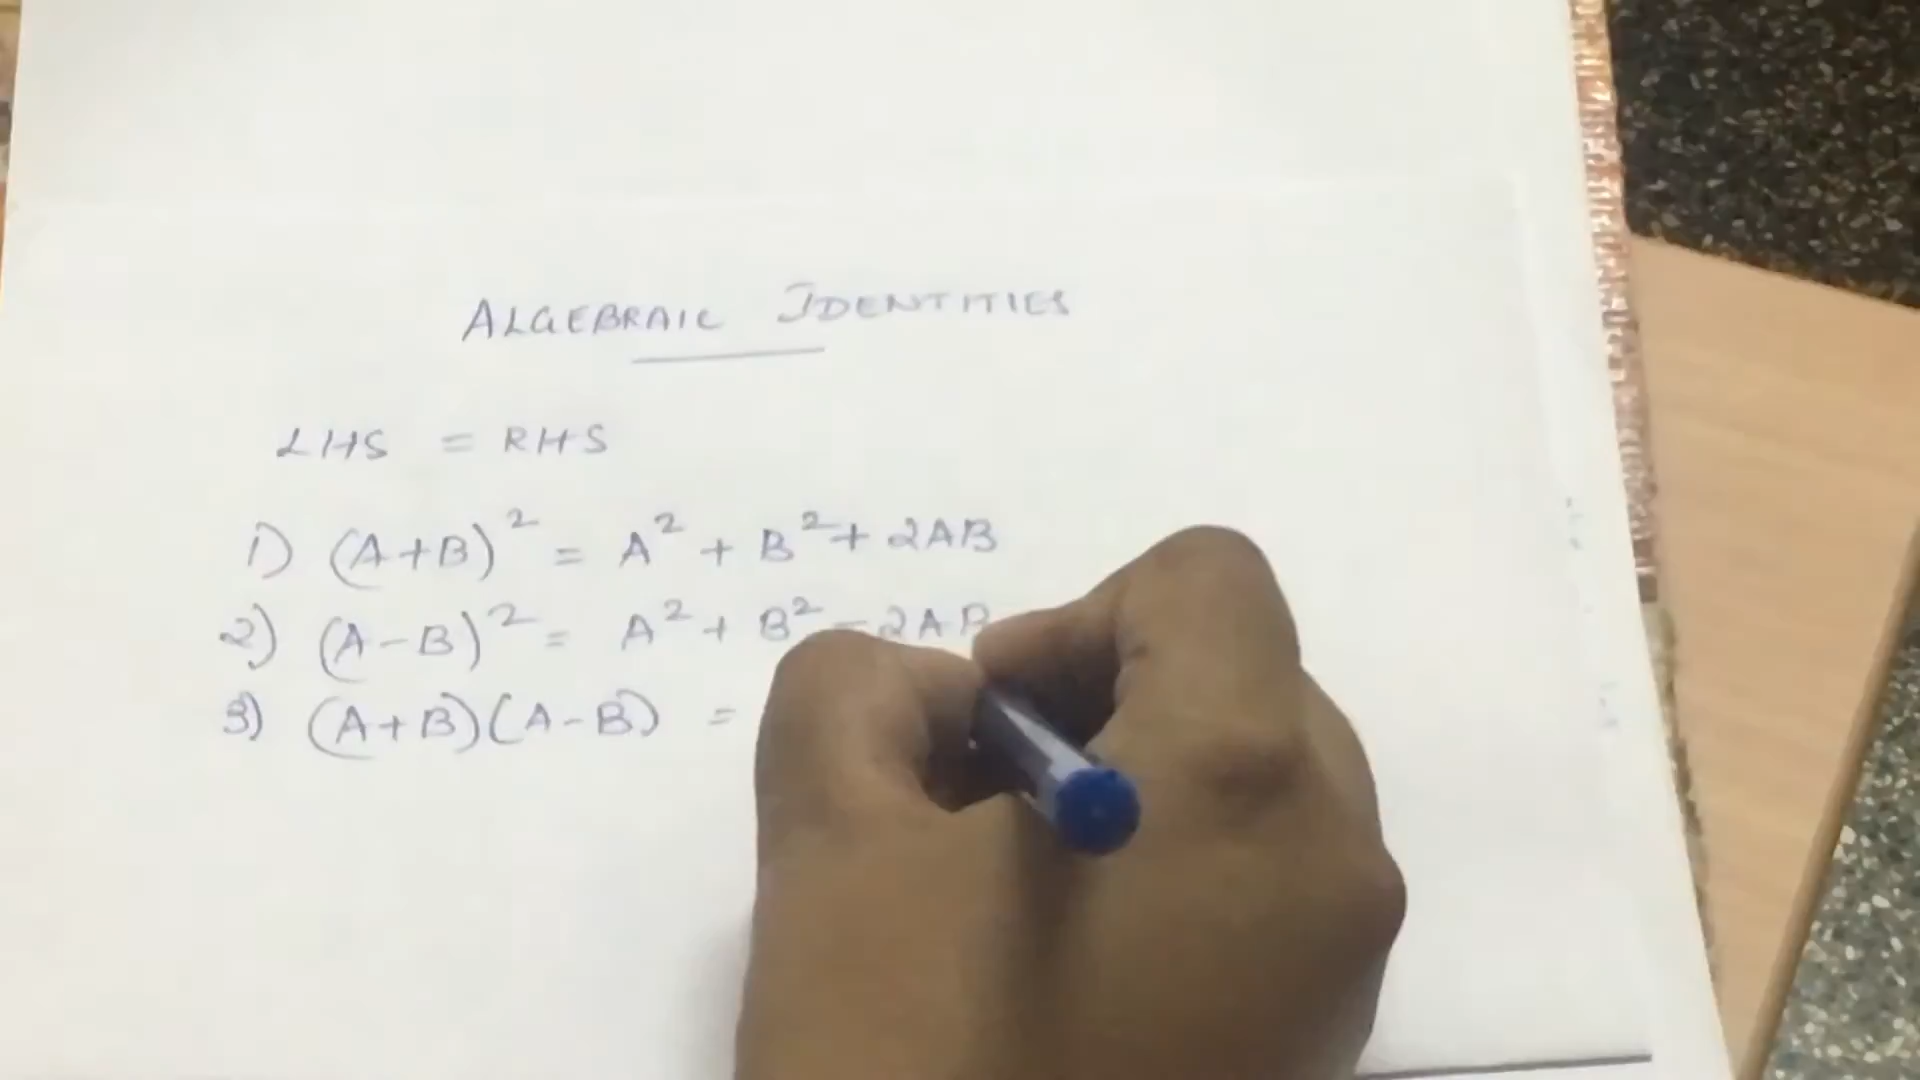 ALGEBRAIC IDENTITIES
LHS = RHS
1) (A+B)² = A² + B² + 2AB
2) (A-B)² = A² + B² - 2AB
3) (A+B)(A-B) =